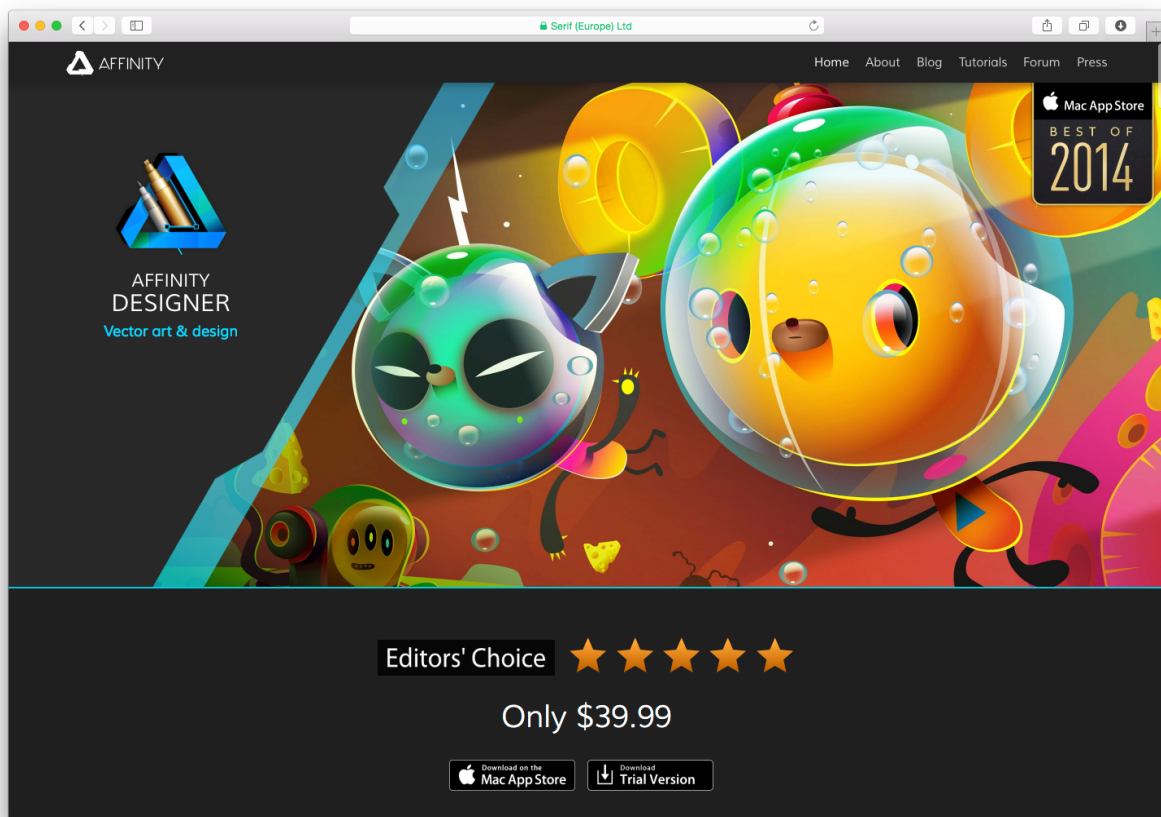 Serif (Europe) Ltd
AFFINITY
Home About Blog Tutorials Forum Press
Mac App Store
BEST OF
2014
AFFINITY
DESIGNER
Vector art & design
Editors' Choice
Only $39.99
Download on the
Mac App Store
Download
Trial Version